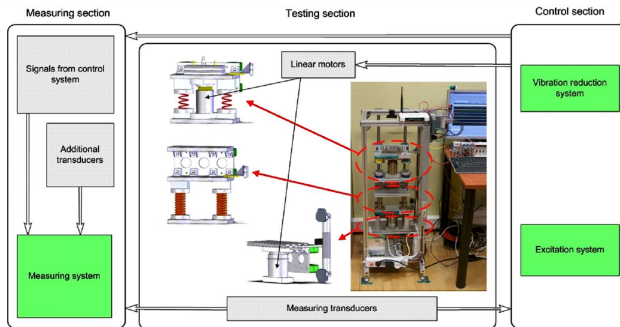 Measuring section
Testing section
Control section
Signals from control
system
Linear motors
Vibration reduction
system
Additional
transducers
Measuring system
Excitation system
Measuring transducers